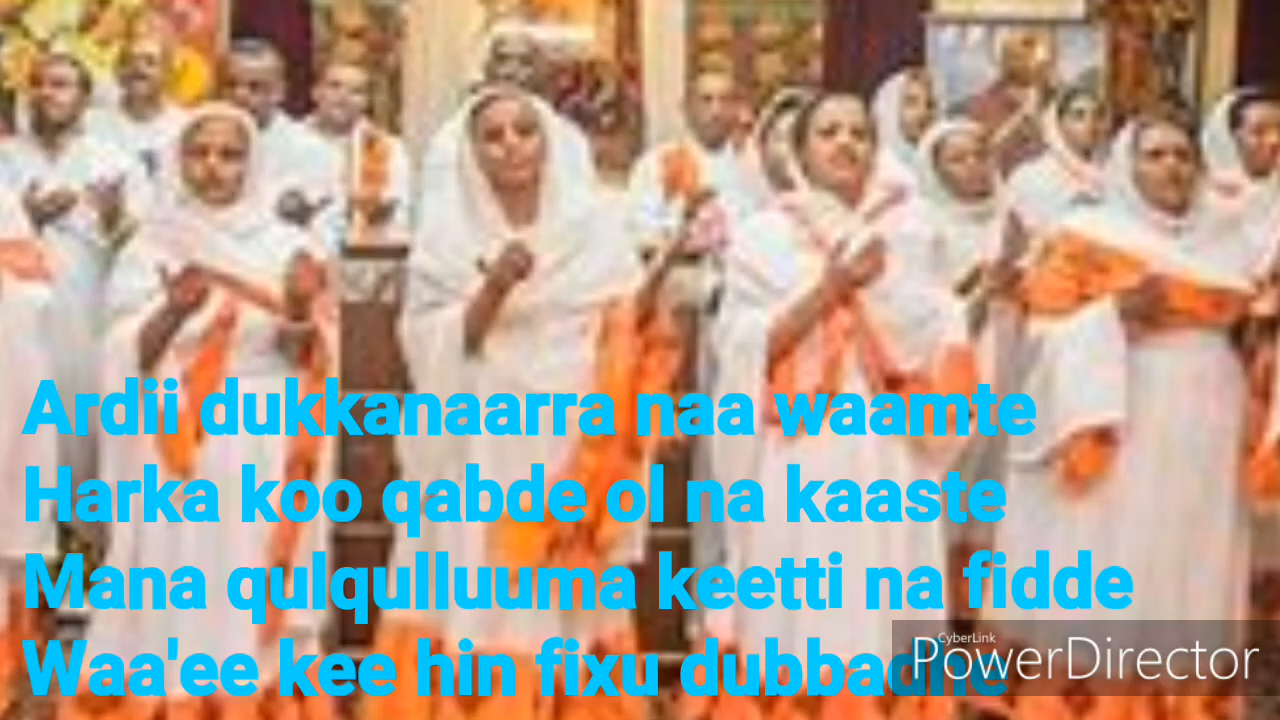 Ardii dukkanaarra naa waamte
Harka koo qabde ol na kaaste
Mana qulqulluuma keetti na fidde
Waa'ee kee hin fixu dubbadhe
CyberLink
PowerDirector